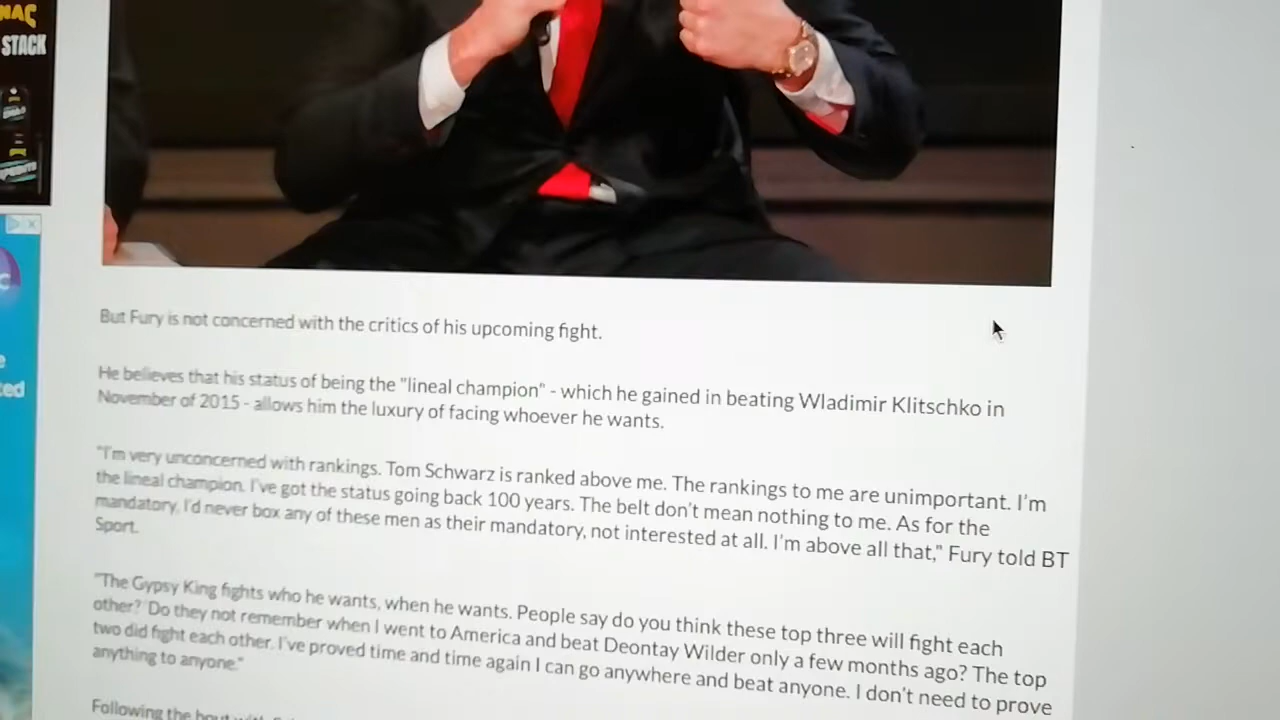 NAC
STACK
But Fury is not concerned with the critics of his upcoming fight.
He believes that his status of being the "lineal champion" - which he gained in beating Wladimir Klitschko in
November of 2015 - allows him the luxury of facing whoever he wants.
"I'm very unconcerned with rankings. Tom Schwarz is ranked above me. The rankings to me are unimportant. I'm
the lineal champion. I've got the status going back 100 years. The belt don't mean nothing to me. As for the
mandatory, I'd never box any of these men as their mandatory, not interested at all. I'm above all that," Fury told BT
Sport.
"The Gypsy King fights who he wants, when he wants. People say do you think these top three will fight each
other? Do they not remember when I went to America and beat Deontay Wilder only a few months ago? The top
two did fight each other. I've proved time and time again I can go anywhere and beat anyone. I don't need to prove
anything to anyone."
Following the bout with